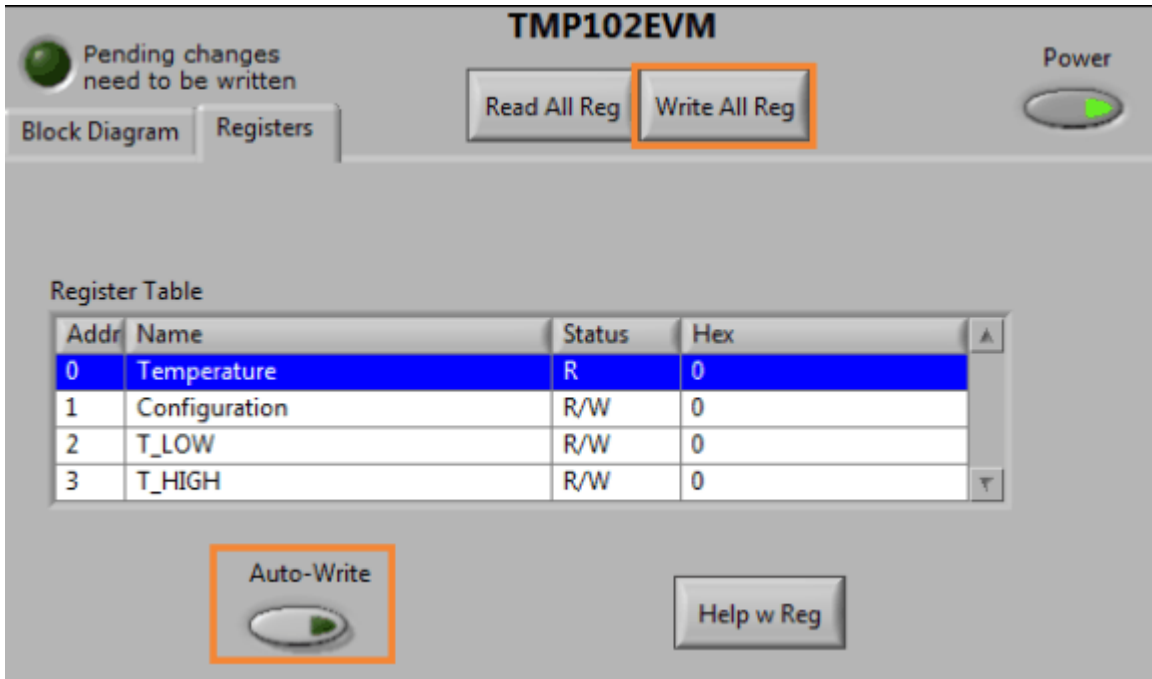 TMP102EVM
Pending changes
need to be written
Power
Read All Reg
Write All Reg
Block Diagram
Registers
Register Table
Addr Name Status Hex
0 Temperature R 0
1 Configuration R/W 0
2 T_LOW R/W 0
3 T_HIGH R/W 0
Auto-Write
Help w Reg